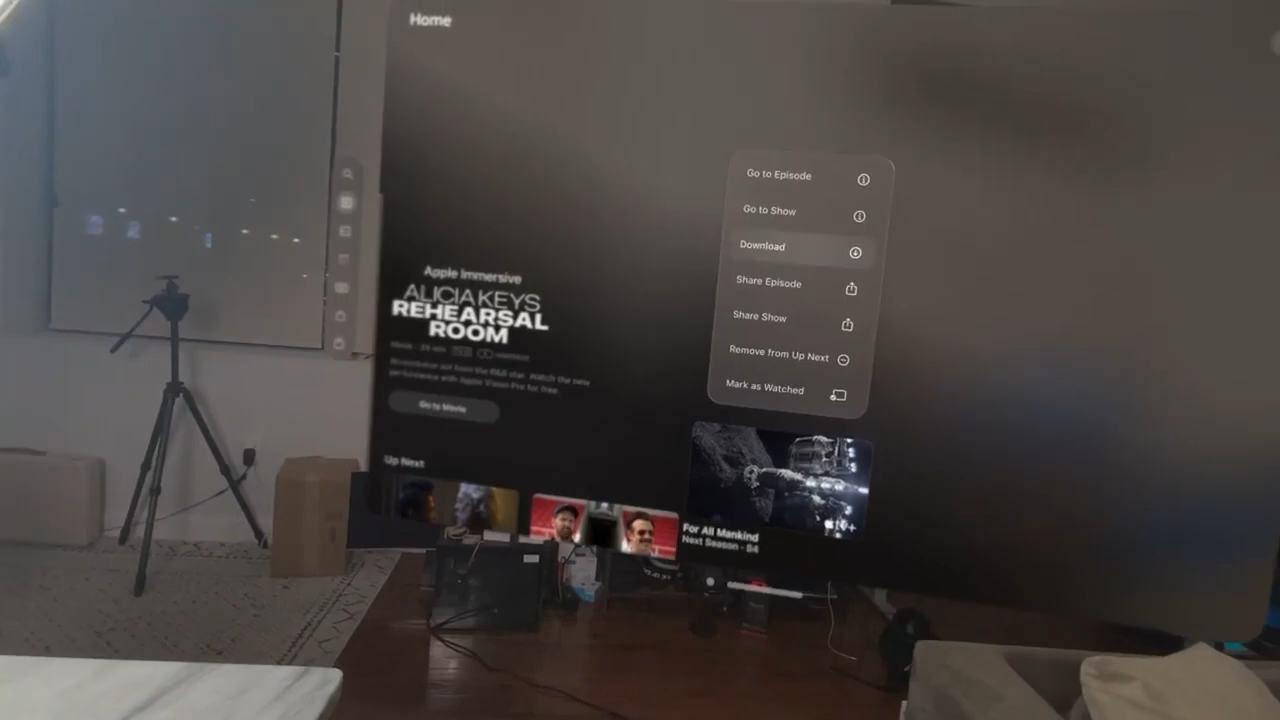 Home
Go to Episode
Go to Show
Download
Share Episode
Share Show
Remove from Up Next
Mark as Watched
Apple Immersive
ALICIA KEYS
REHEARSAL
ROOM
Go to Movie
Up Next
For All Mankind
Next Season - S4